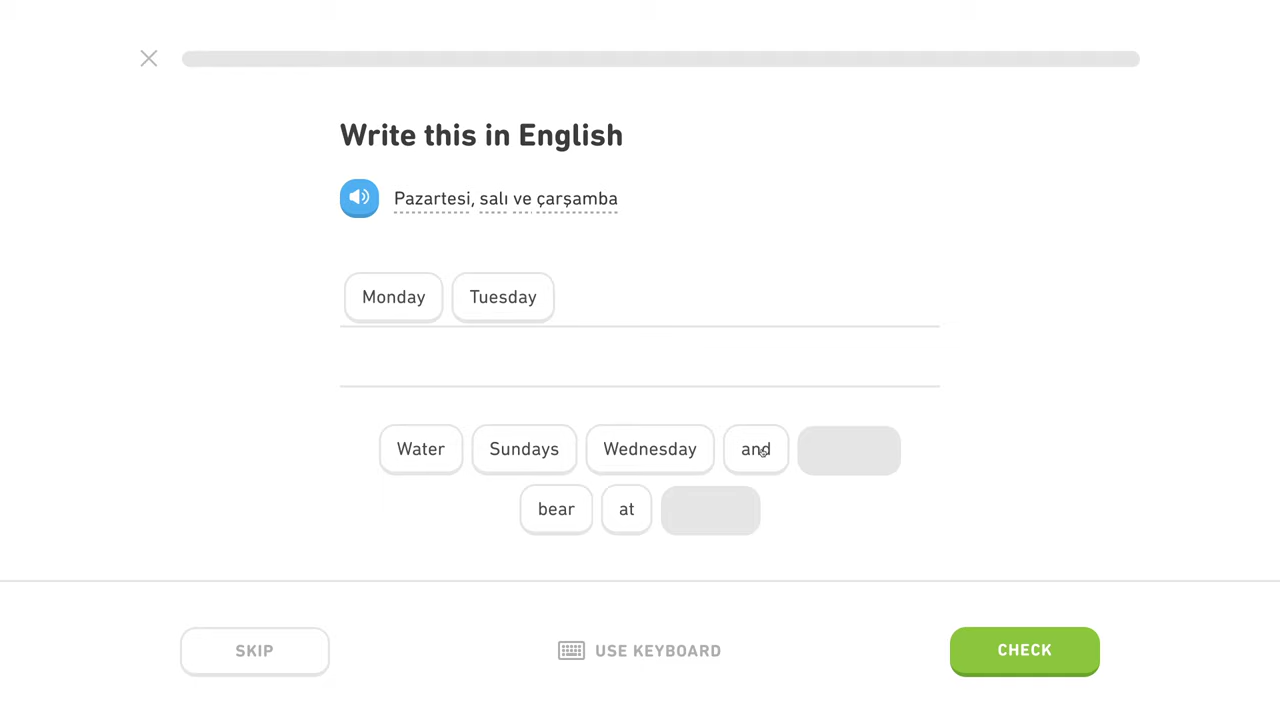 Write this in English
Pazartesi, salı ve çarşamba
Monday Tuesday
Water Sundays Wednesday and
bear at
SKIP USE KEYBOARD CHECK